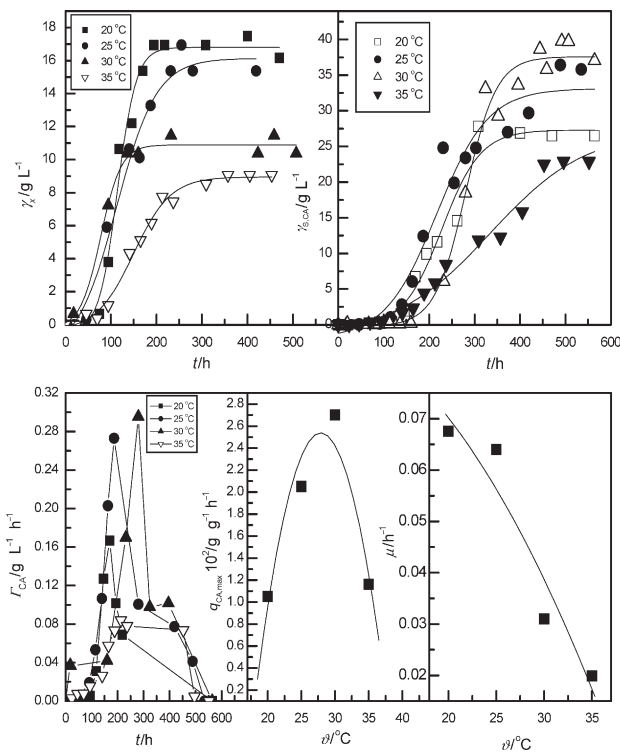 18
16
14
12
10
8
6
4
2
0
γx/g L⁻¹
20 °C
25 °C
30 °C
35 °C
0 100 200 300 400 500
t/h
40
35
30
25
20
15
10
5
0
γS,CA/g L⁻¹
20 °C
25 °C
30 °C
35 °C
0 100 200 300 400 500 600
t/h
0.32
0.28
0.24
0.20
0.16
0.12
0.08
0.04
0.00
ΓCA/g L⁻¹ h⁻¹
20 °C
25 °C
30 °C
35 °C
0 100 200 300 400 500 600
t/h
2.8
2.6
2.4
2.2
2.0
1.8
1.6
1.4
1.2
1.0
0.8
0.6
0.4
0.2
qCA,max 10²/g g⁻¹ h⁻¹
20 25 30 35 40
ϑ/°C
0.07
0.06
0.05
0.04
0.03
0.02
μ/h⁻¹
20 25 30 35
ϑ/°C